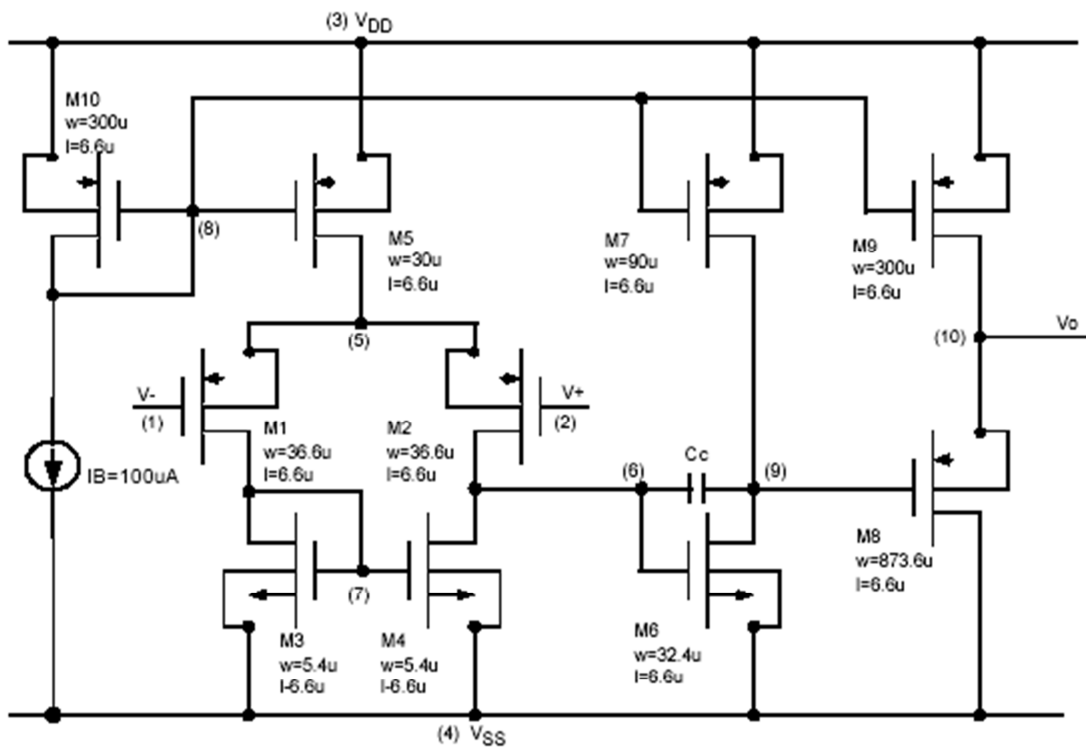 (3) VDD
M10
w=300u
l=6.6u
(8)
M5
w=30u
l=6.6u
M7
w=90u
l=6.6u
M9
w=300u
l=6.6u
(5)
(10)
Vo
V-
(1)
V+
(2)
M1
w=36.6u
l=6.6u
M2
w=36.6u
l=6.6u
IB=100uA
(6)
Cc
(9)
M8
w=873.6u
l=6.6u
(7)
M3
w=5.4u
l-6.6u
M4
w=5.4u
l-6.6u
M6
w=32.4u
l=6.6u
(4) VSS